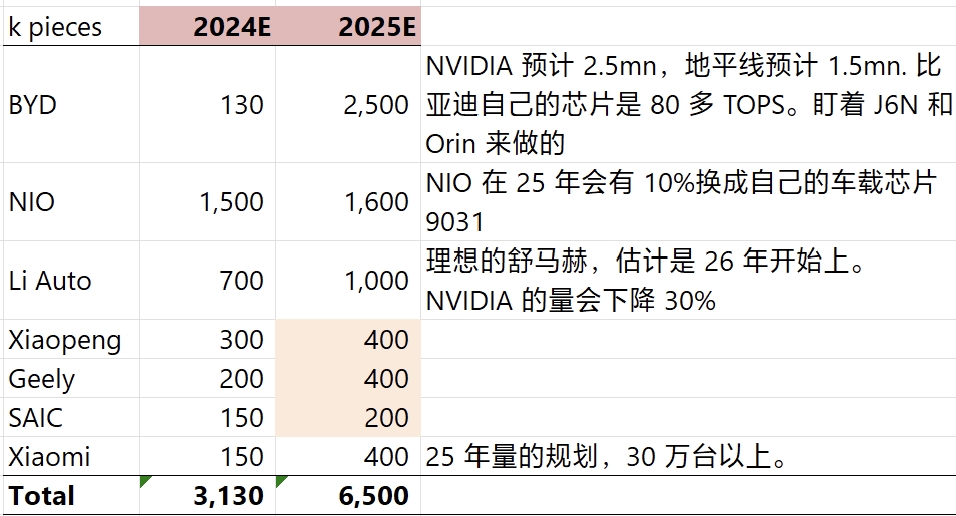 k pieces 2024E 2025E
NVIDIA 预计 2.5mn，地平线预计 1.5mn. 比
BYD 130 2,500 亚迪自己的芯片是 80 多 TOPS。盯着 J6N 和
Orin 来做的
NIO 1,500 1,600 NIO 在 25 年会有 10%换成自己的车载芯片
9031
Li Auto 700 1,000 理想的舒马赫，估计是 26 年开始上。
NVIDIA 的量会下降 30%
Xiaopeng 300 400
Geely 200 400
SAIC 150 200
Xiaomi 150 400 25 年量的规划，30 万台以上。
Total 3,130 6,500